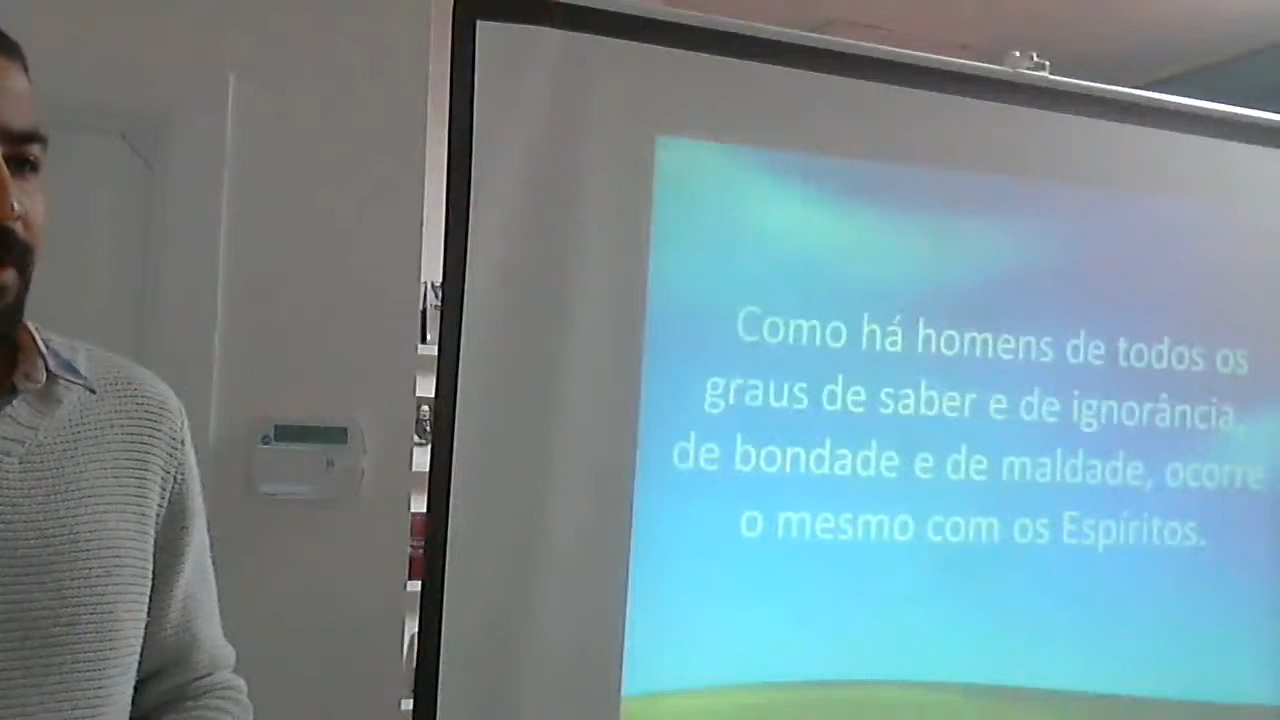 Como há homens de todos os
graus de saber e de ignorância,
de bondade e de maldade, ocorre
o mesmo com os Espíritos.